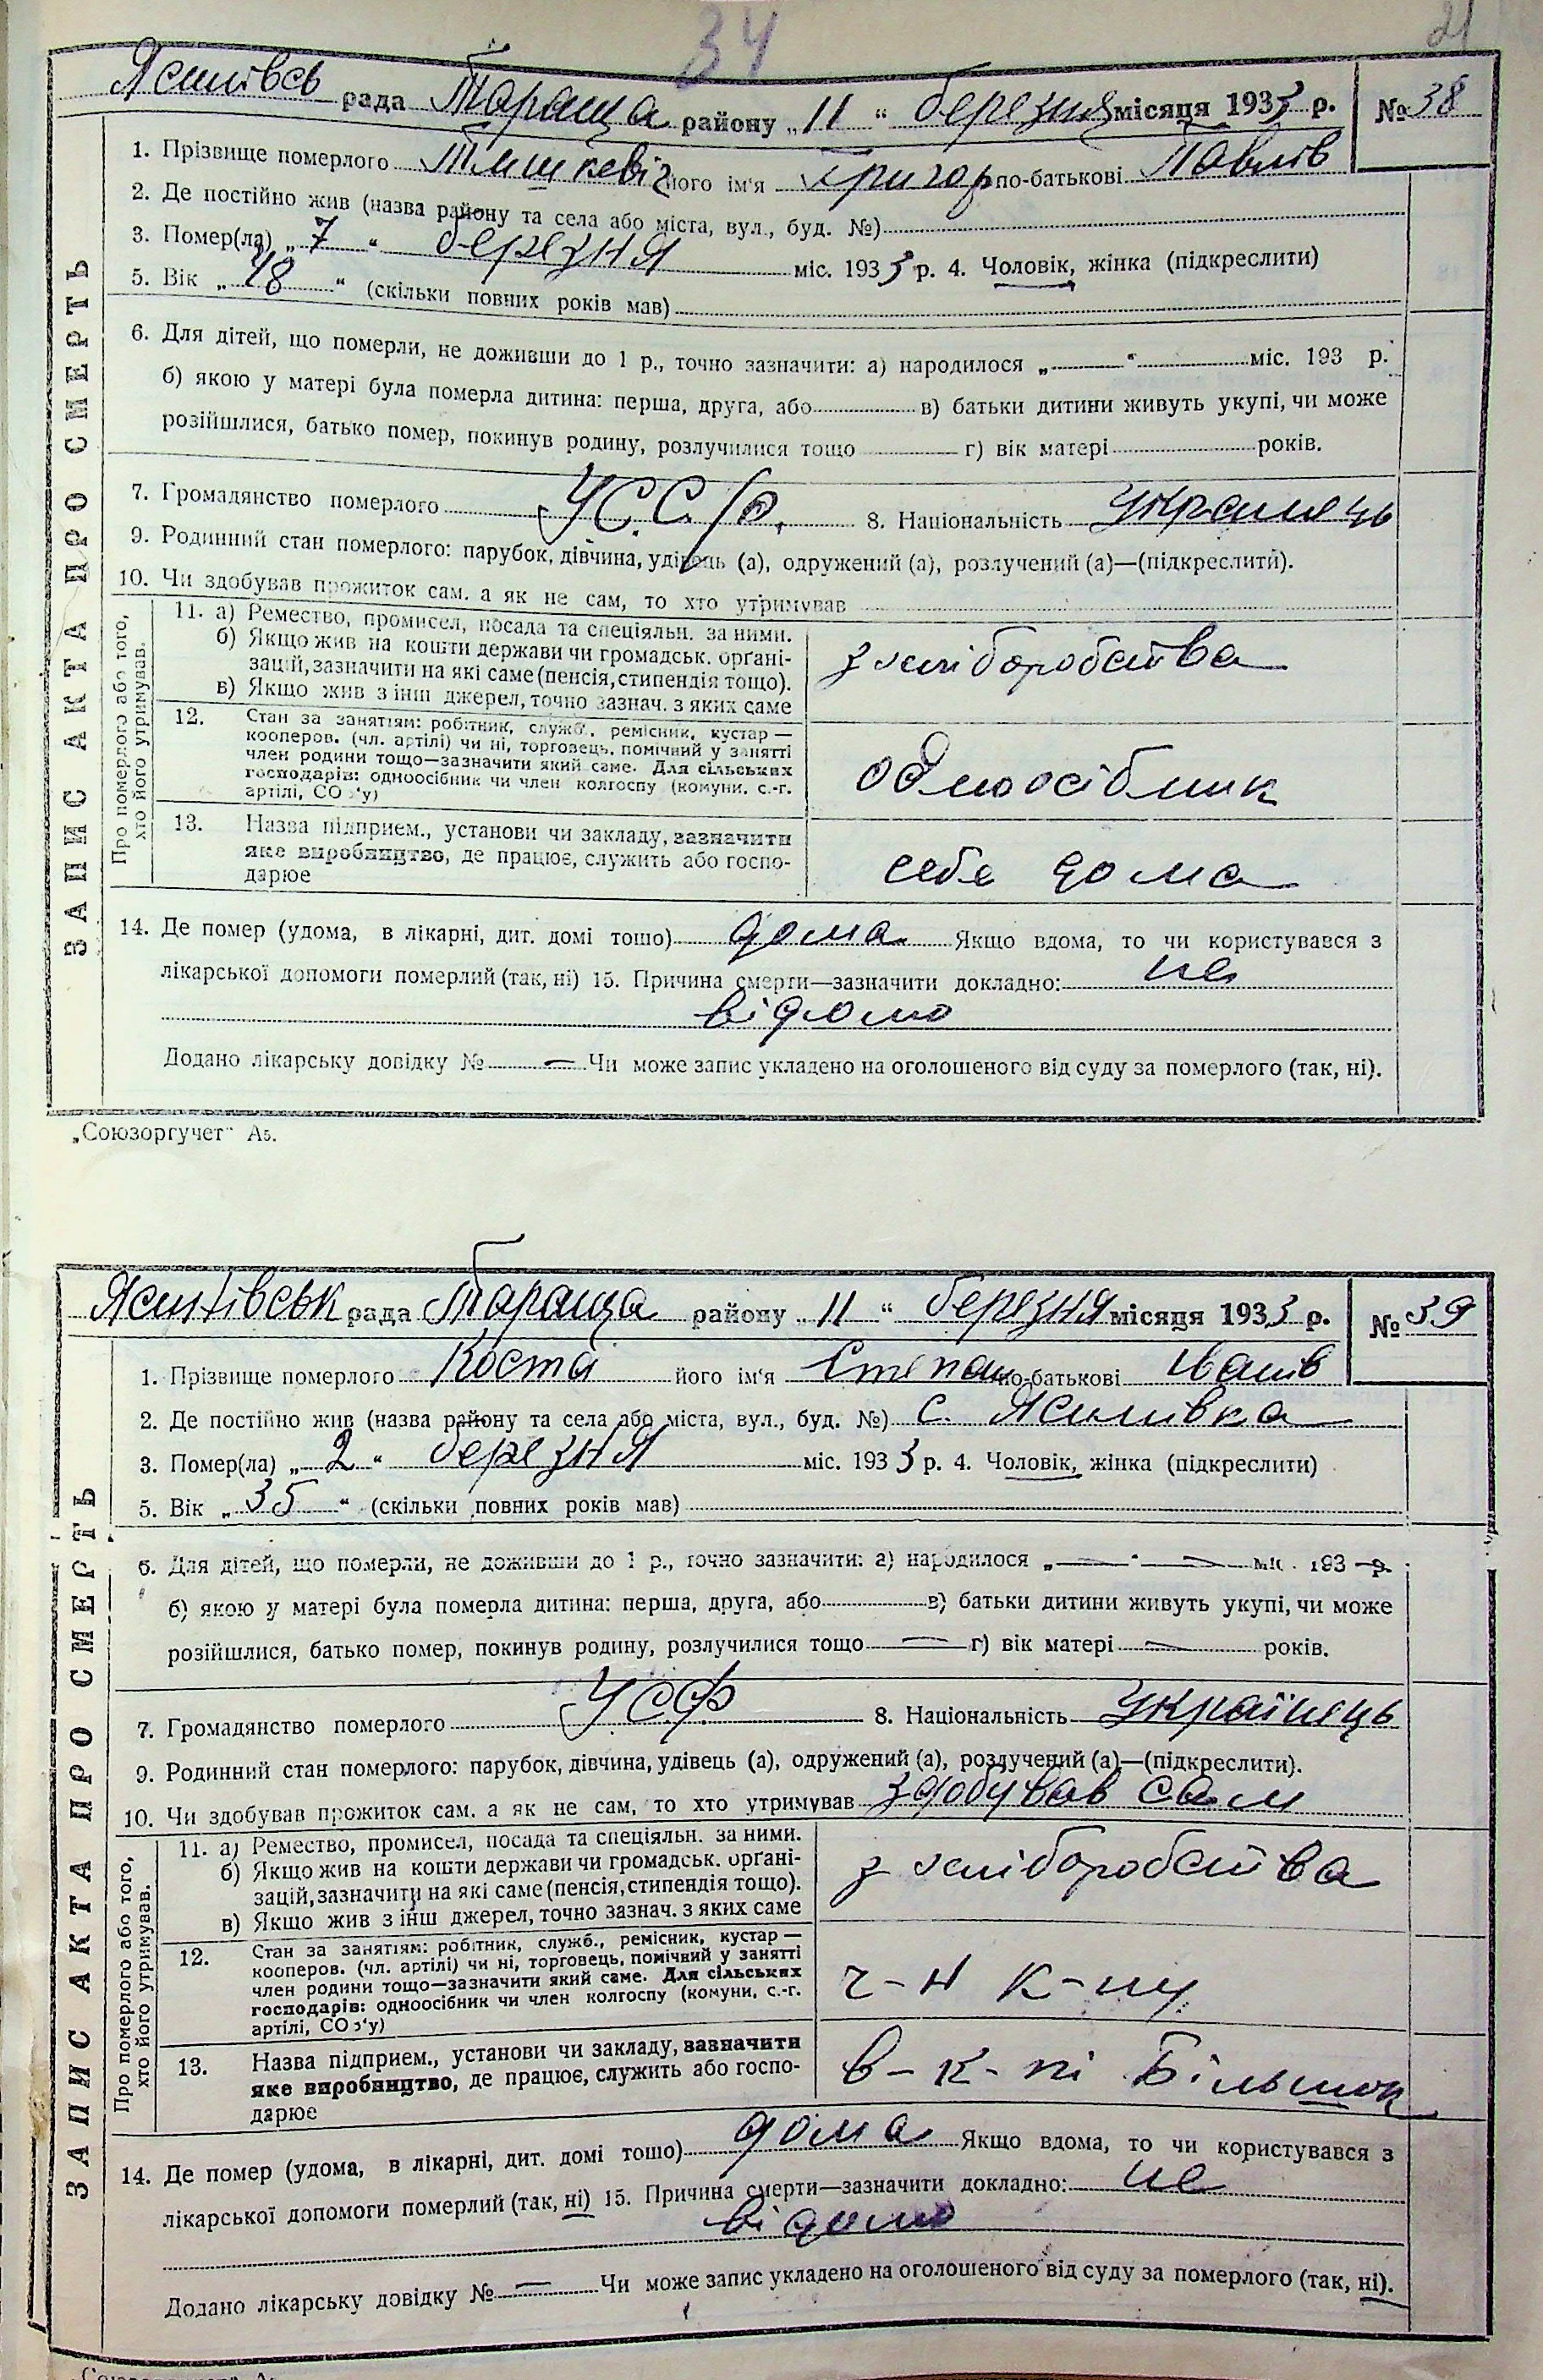 34
21
рада Тараща району „11“ березня місяця 1933 р. № 38
1. Прізвище померлого Тишкевіч його ім'я Григор по-батькові Павлів
2. Де постійно жив (назва району та села або міста, вул., буд. №)
3. Помер(ла) „7“ березня міс. 1933 р. 4. Чоловік, жінка (підкреслити)
5. Вік „48“ (скільки повних років мав)
6. Для дітей, що померли, не доживши до 1 р., точно зазначити: а) народилося „ “ міс. 193 р.
б) якою у матері була померла дитина: перша, друга, або в) батьки дитини живуть укупі, чи може
розійшлися, батько помер, покинув родину, розлучилися тощо г) вік матері років.
7. Громадянство померлого УССР. 8. Національність Українець
9. Родинний стан померлого: парубок, дівчина, удівець (а), одружений (а), розлучений (а)—(підкреслити).
10. Чи здобував прожиток сам. а як не сам, то хто утримував
ЗАПИС АКТА ПРО СМЕРТЬ
Про померлого або того,
хто його утримував.
11. а) Ремество, промисел, посада та спеціяльн. за ними.
б) Якщо жив на кошти держави чи громадськ. орґані-
зацій, зазначити на які саме (пенсія, стипендія тощо).
в) Якщо жив з інш джерел, точно зазнач. з яких саме
з хліборобства
12. Стан за занятіям: робітник, служб., ремісник, кустар—
кооперов. (чл. артілі) чи ні, торговець, помічний у занятті
член родини тощо—зазначити який саме. Для сільських
господарів: одноосібник чи член колгоспу (комуни, с.-г.
артілі, СОЗ'у)
одноосібник
13. Назва підприєм., установи чи закладу, зазначити
яке виробництво, де працює, служить або госпо-
дарює
себе дома
14. Де помер (удома, в лікарні, дит. домі тошо) дома Якщо вдома, то чи користувався з
лікарської допомоги померлий (так, ні) 15. Причина смерти—зазначити докладно: не
відомо
Додано лікарську довідку № — Чи може запис укладено на оголошеного від суду за померлого (так, ні).
„Союзоргучет“ А5.
Яснтівськ рада Тараща району „11“ березня місяця 1933 р. № 39
1. Прізвище померлого Коста його ім'я Степан по-батькові Іванів
2. Де постійно жив (назва району та села або міста, вул., буд. №) с.
3. Помер(ла) „2“ березня міс. 1933 р. 4. Чоловік, жінка (підкреслити)
5. Вік „35“ (скільки повних років мав)
6. Для дітей, що померли, не доживши до 1 р., точно зазначити: а) народилося „—“ — міс. 193 р.
б) якою у матері була померла дитина: перша, друга, або в) батьки дитини живуть укупі, чи може
розійшлися, батько помер, покинув родину, розлучилися тощо — г) вік матері — років.
7. Громадянство померлого УССР 8. Національність Українець
9. Родинний стан померлого: парубок, дівчина, удівець (а), одружений (а), розлучений (а)—(підкреслити).
10. Чи здобував прожиток сам. а як не сам, то хто утримував здобував сам
ЗАПИС АКТА ПРО СМЕРТЬ
Про померлого або того,
хто його утримував.
11. а) Ремество, промисел, посада та спеціяльн. за ними.
б) Якщо жив на кошти держави чи громадськ. орґані-
зацій, зазначити на які саме (пенсія, стипендія тощо).
в) Якщо жив з інш джерел, точно зазнач. з яких саме
з хліборобства
12. Стан за занятіям: робітник, служб., ремісник, кустар—
кооперов. (чл. артілі) чи ні, торговець, помічний у занятті
член родини тощо—зазначити який саме. Для сільських
господарів: одноосібник чи член колгоспу (комуни, с.-г.
артілі, СОЗ'у)
ч-н к-пу
13. Назва підприєм., установи чи закладу, зазначити
яке виробництво, де працює, служить або госпо-
дарює
в-к-пі Більшок
14. Де помер (удома, в лікарні, дит. домі тошо) дома Якщо вдома, то чи користувався з
лікарської допомоги померлий (так, ні) 15. Причина смерти—зазначити докладно: не
відомо
Додано лікарську довідку № — Чи може запис укладено на оголошеного від суду за померлого (так, ні).